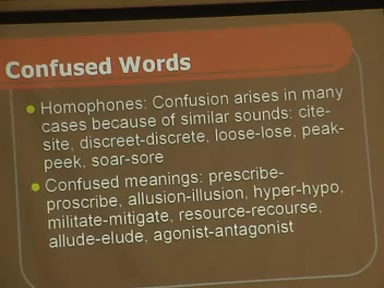 Confused Words
Homophones: Confusion arises in many
cases because of similar sounds: cite-
site, discreet-discrete, loose-lose, peak-
peek, soar-sore
Confused meanings: prescribe-
proscribe, allusion-illusion, hyper-hypo,
militate-mitigate, resource-recourse,
allude-elude, agonist-antagonist